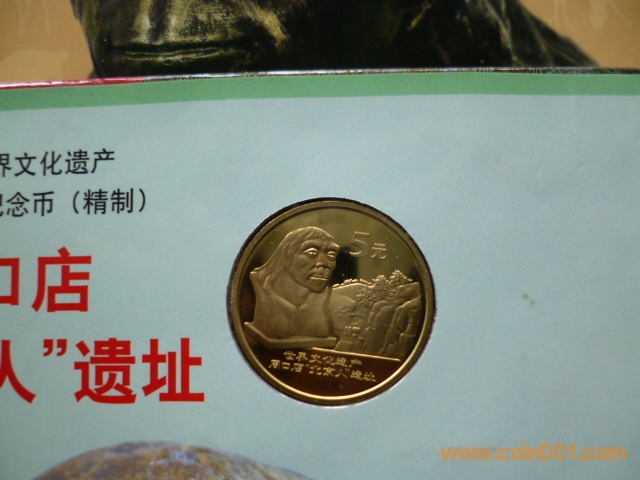 界文化遗产
纪念币（精制）
口店
人”遗址
5元
世界文化遗产
周口店“北京人”遗址
www.coin001.com